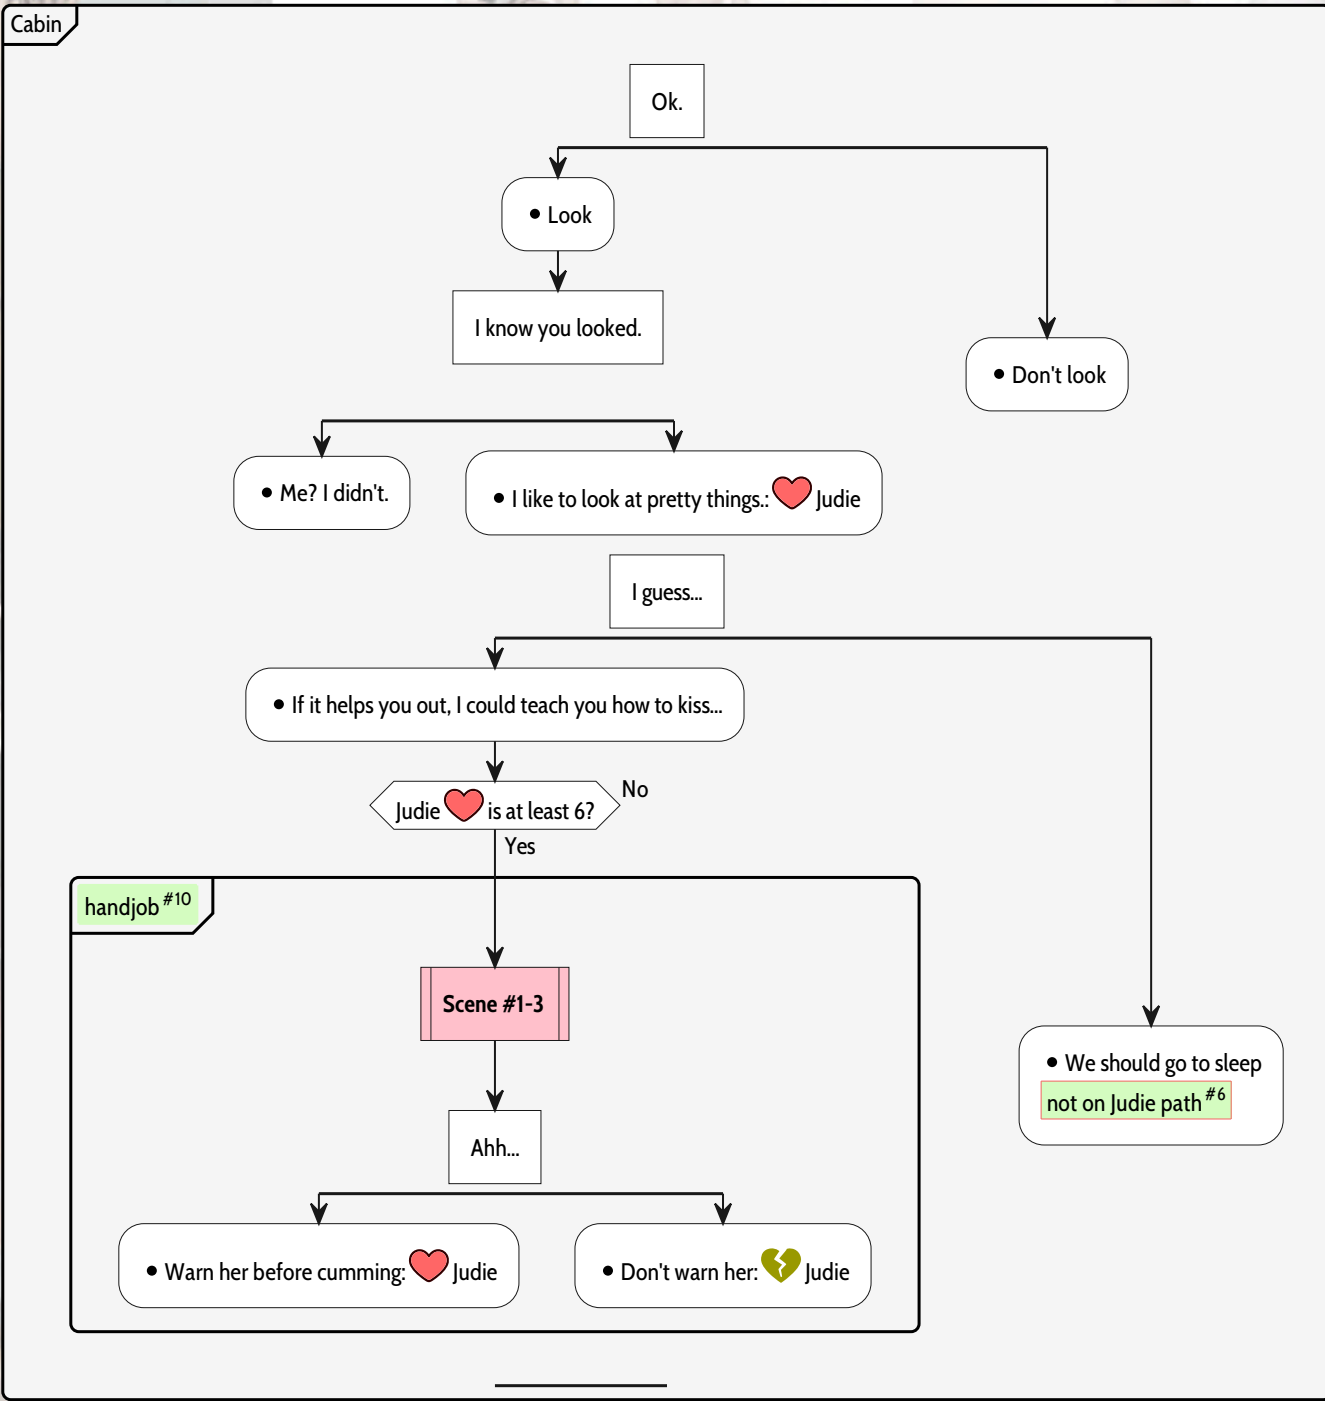 Cabin
Ok.
• Look
I know you looked.
• Don't look
• Me? I didn't.
• I like to look at pretty things.: Judie
I guess...
• If it helps you out, I could teach you how to kiss...
Judie is at least 6?
No
Yes
handjob #10
Scene #1-3
• We should go to sleep
not on Judie path #6
Ahh...
• Warn her before cumming: Judie
• Don't warn her: Judie